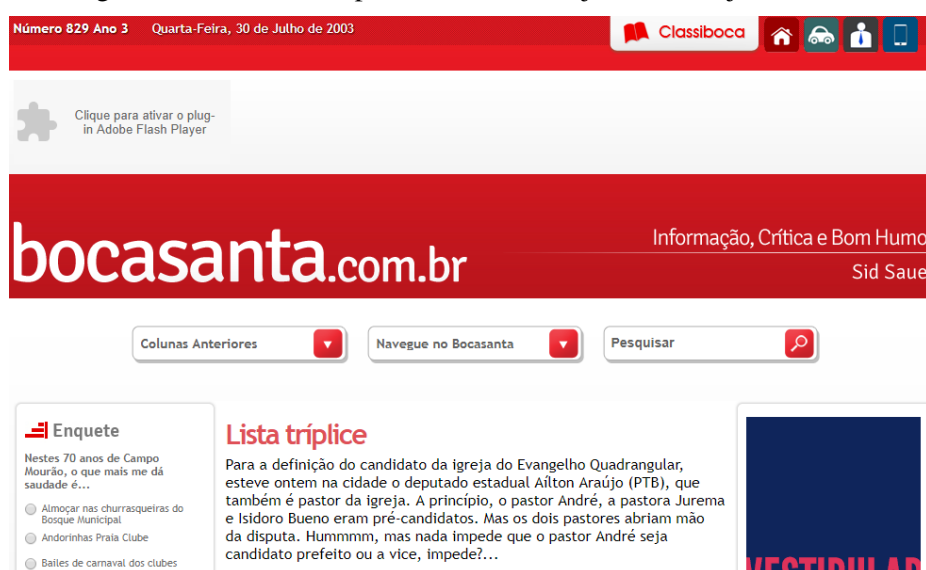 Número 829 Ano 3 Quarta-Feira, 30 de Julho de 2003
Classiboca
Clique para ativar o plug-
in Adobe Flash Player
bocasanta.com.br
Informação, Crítica e Bom Humo
Sid Saue
Colunas Anteriores
Navegue no Bocasanta
Pesquisar
Enquete
Nestes 70 anos de Campo
Mourão, o que mais me dá
saudade é...
Almoçar nas churrasqueiras do
Bosque Municipal
Andorinhas Praia Clube
Bailes de carnaval dos clubes
Lista tríplice
Para a definição do candidato da igreja do Evangelho Quadrangular,
esteve ontem na cidade o deputado estadual Aílton Araújo (PTB), que
também é pastor da igreja. A princípio, o pastor André, a pastora Jurema
e Isidoro Bueno eram pré-candidatos. Mas os dois pastores abriam mão
da disputa. Hummmm, mas nada impede que o pastor André seja
candidato prefeito ou a vice, impede?...
VESTIBULAR